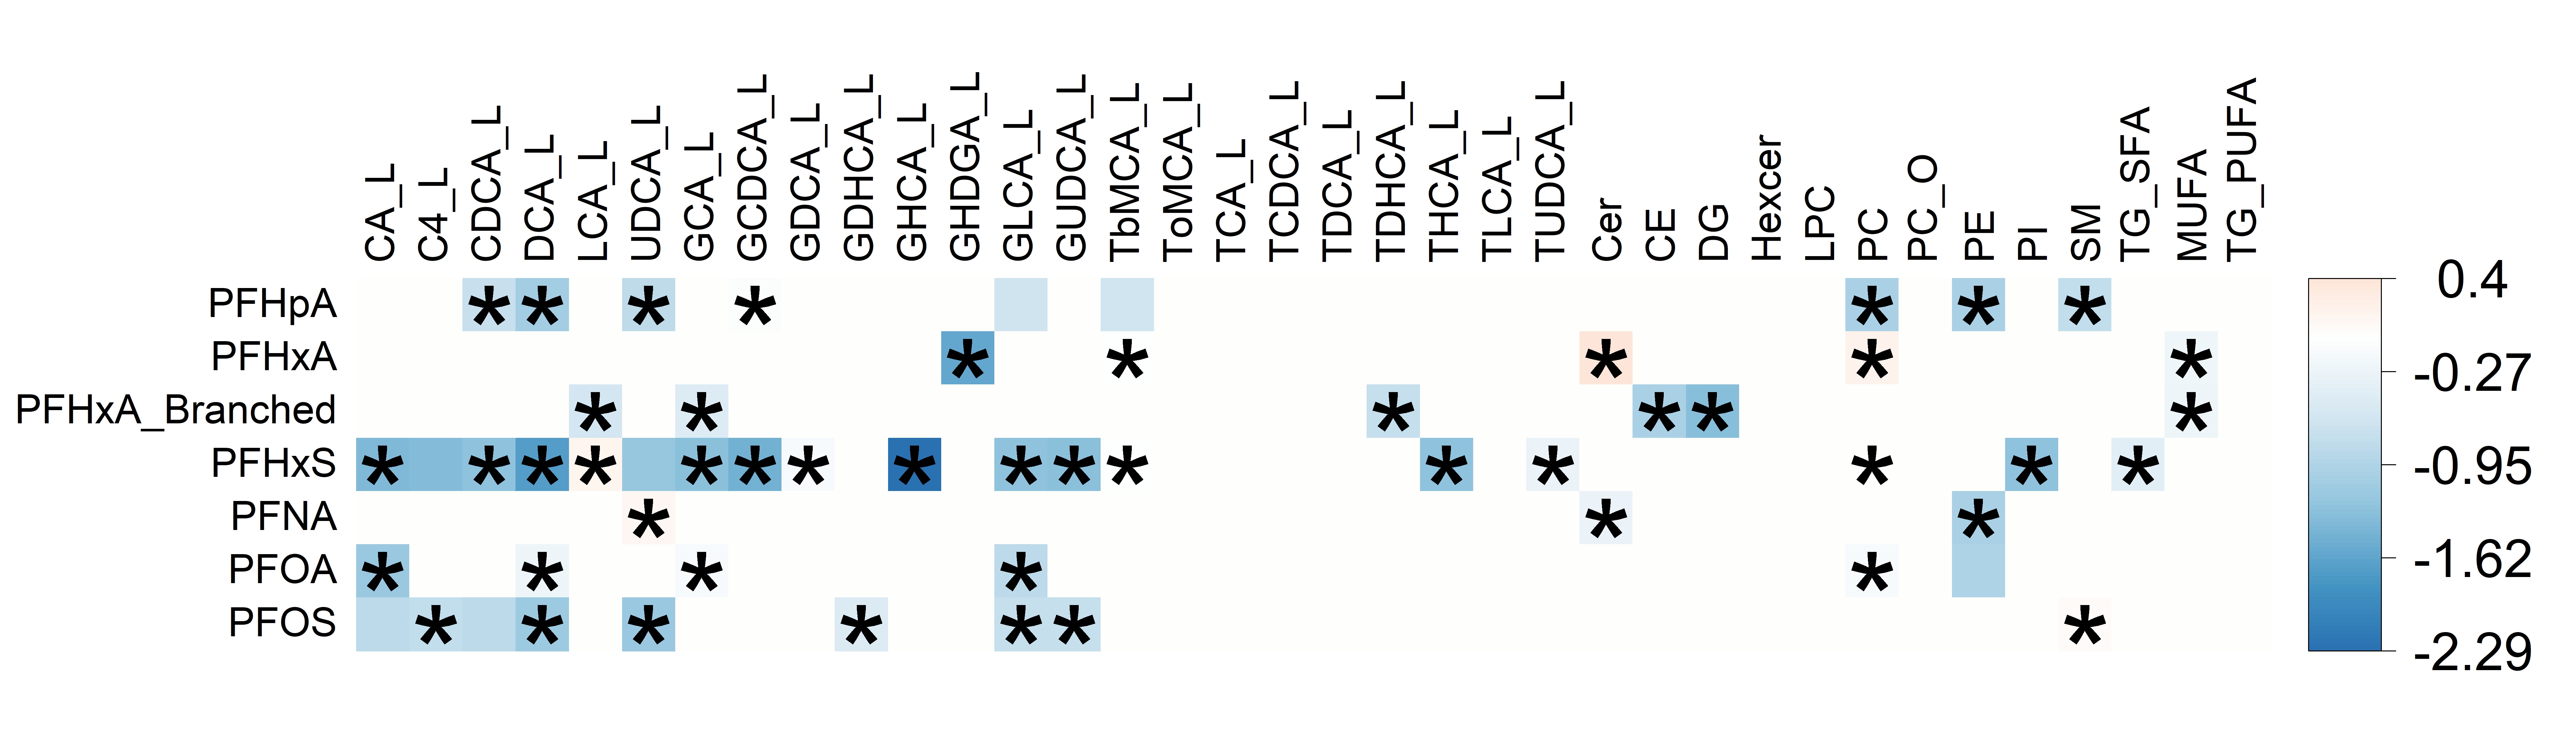 CA_L
C4_L
CDCA_L
DCA_L
LCA_L
UDCA_L
GCA_L
GCDCA_L
GDCA_L
GDHCA_L
GHCA_L
GHDGA_L
GLCA_L
GUDCA_L
TbMCA_L
ToMCA_L
TCA_L
TCDCA_L
TDCA_L
TDHCA_L
THCA_L
TLCA_L
TUDCA_L
Cer
CE
DG
Hexcer
LPC
PC
PC_O
PE
PI
SM
TG_SFA
MUFA
TG_PUFA
PFHpA * * * * * * *
PFHxA * * * * *
PFHxA_Branched * * * * * *
PFHxS * * * * * * * * * * * * * * * *
PFNA * * *
PFOA * * * * *
PFOS * * * * * * *
0.4
-0.27
-0.95
-1.62
-2.29